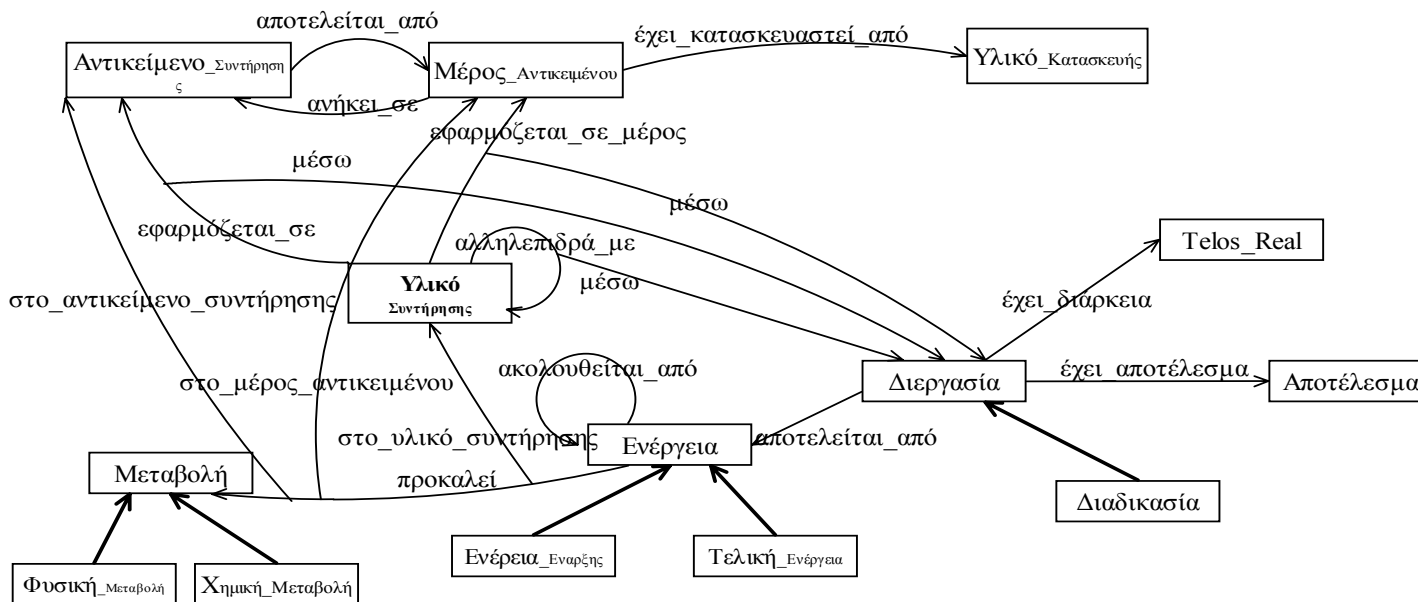 αποτελείται_από
Αντικείμενο_Συντήρηση
ς
Μέρος_Αντικειμένου
έχει_κατασκευαστεί_από
Υλικό_Κατασκευής
ανήκει_σε
εφαρμόζεται_σε_μέρος
μέσω
μέσω
εφαρμόζεται_σε
αλληλεπιδρά_με
Telos_Real
Υλικό
Συντήρησης
μέσω
στο_αντικείμενο_συντήρησης
έχει_διάρκεια
ακολουθείται_από
Διεργασία
έχει_αποτέλεσμα
Αποτέλεσμα
στο_μέρος_αντικειμένου
στο_υλικό_συντήρησης
Ενέργεια
αποτελείται_από
Μεταβολή
προκαλεί
Διαδικασία
Ενέρεια_Εναρξης
Τελική_Ενέργεια
Φυσική_Μεταβολή
Χημική_Μεταβολή